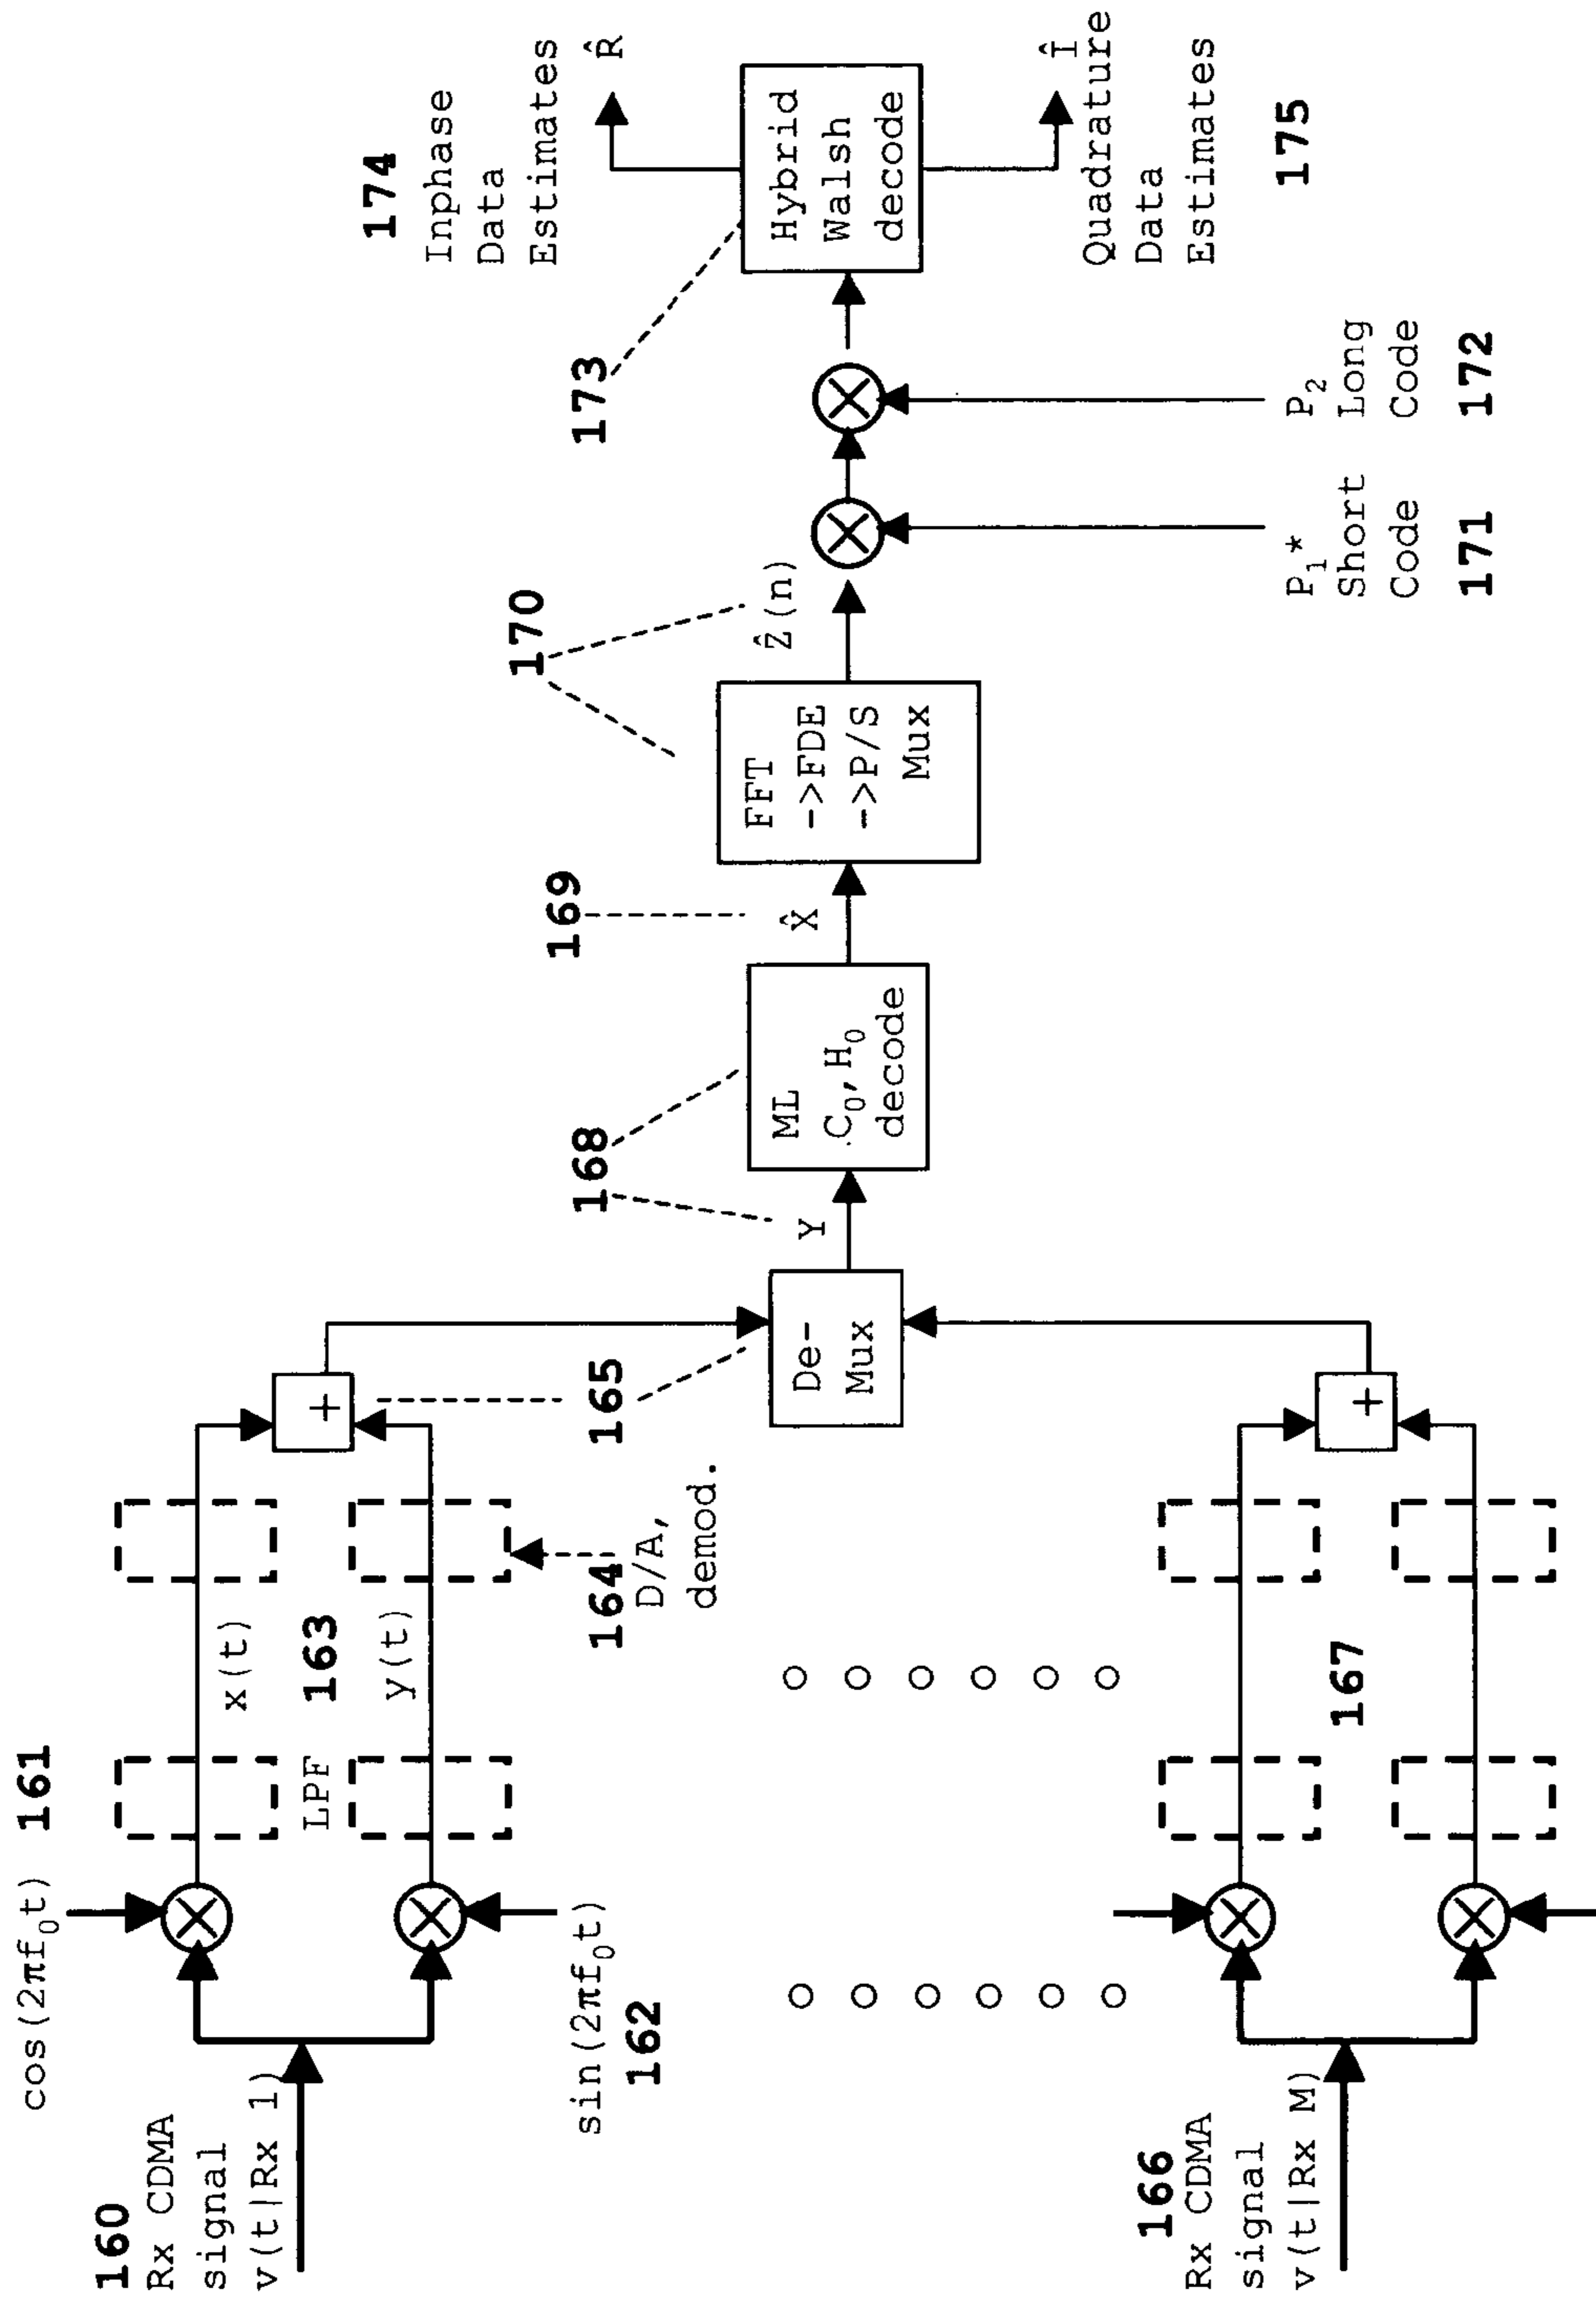 cos(2πf₀t) 161
160
Rx CDMA
signal
v(t|Rx 1)
x(t)
LPF 163
y(t)
sin(2πf₀t)
162
164
D/A,
demod.
+
165
De-
Mux
166
Rx CDMA
signal
v(t|Rx M)
167
+
168
Y
ML
C₀,H₀
decode
169
X̂
170
FFT
->FDE
->P/S
Mux
Ẑ(n)
P₁*
Short
Code
171
P₂
Long
Code
172
173
Hybrid
Walsh
decode
174
Inphase
Data
Estimates R̂
Î
Quadrature
Data
Estimates
175